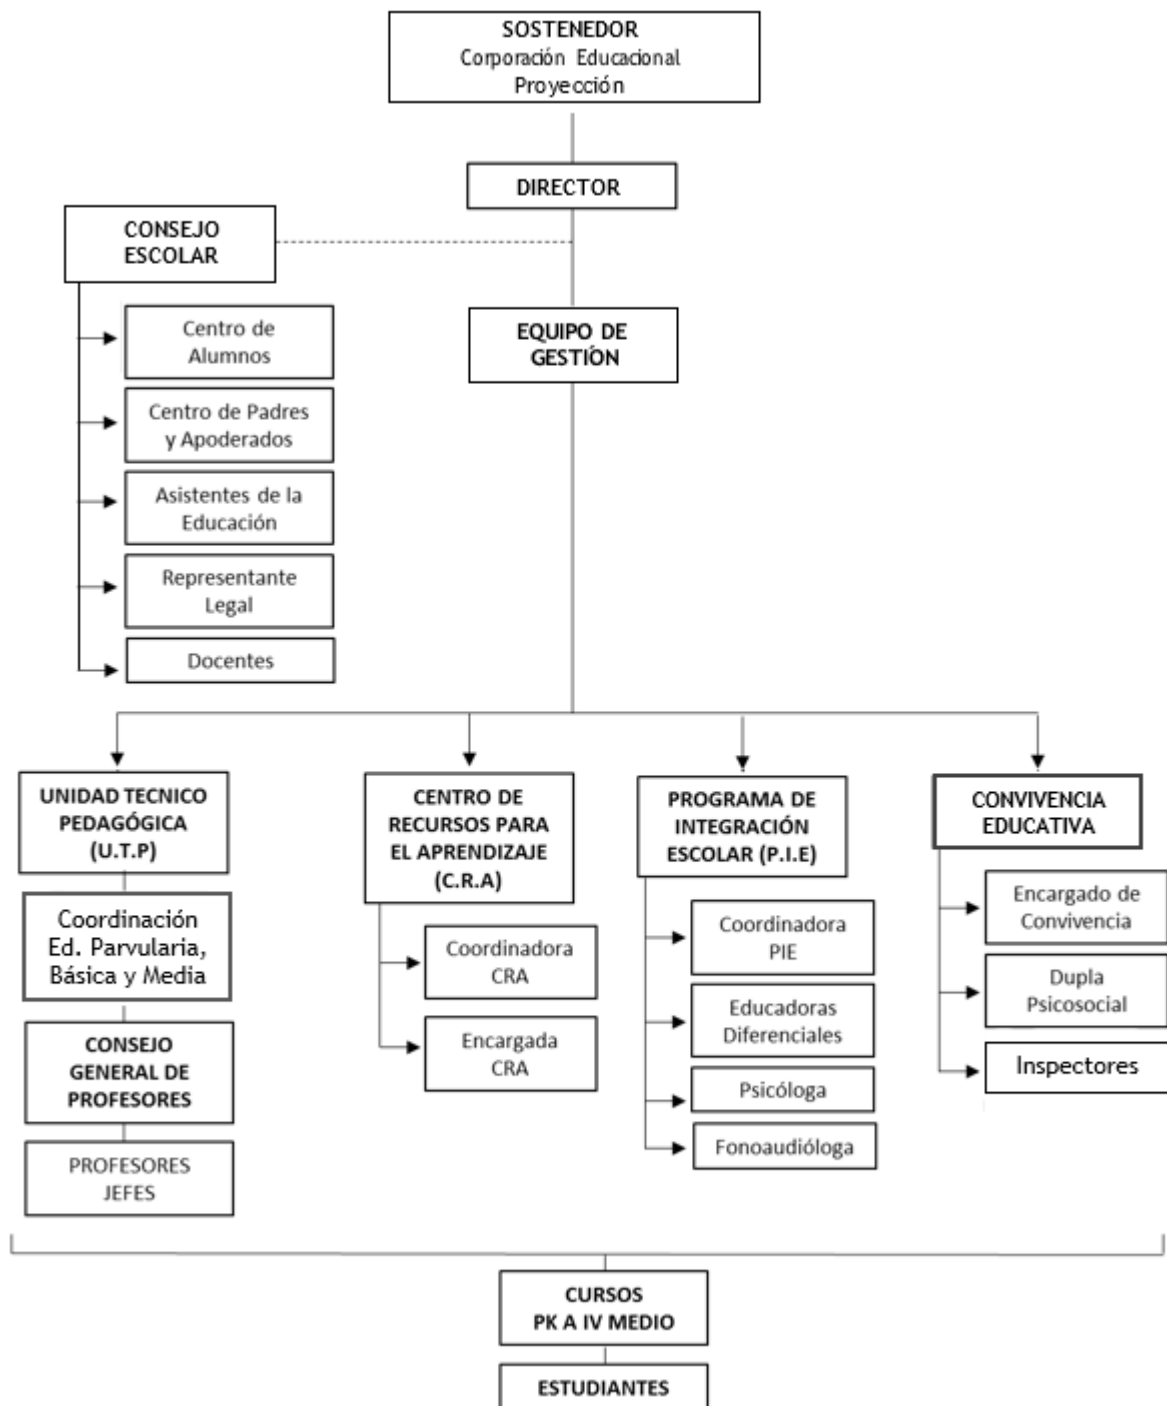 SOSTENEDOR
Corporación Educacional
Proyección
DIRECTOR
CONSEJO
ESCOLAR
Centro de
Alumnos
Centro de Padres
y Apoderados
Asistentes de la
Educación
Representante
Legal
Docentes
EQUIPO DE
GESTIÓN
UNIDAD TECNICO
PEDAGÓGICA
(U.T.P)
Coordinación
Ed. Parvularia,
Básica y Media
CONSEJO
GENERAL DE
PROFESORES
PROFESORES
JEFES
CENTRO DE
RECURSOS PARA
EL APRENDIZAJE
(C.R.A)
Coordinadora
CRA
Encargada
CRA
PROGRAMA DE
INTEGRACIÓN
ESCOLAR (P.I.E)
Coordinadora
PIE
Educadoras
Diferenciales
Psicóloga
Fonoaudióloga
CONVIVENCIA
EDUCATIVA
Encargado de
Convivencia
Dupla
Psicosocial
Inspectores
CURSOS
PK A IV MEDIO
ESTUDIANTES